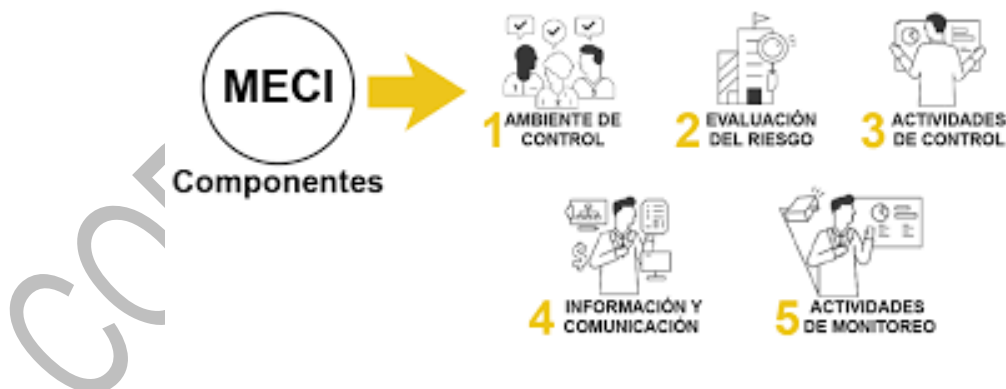 MECI
Componentes
1 AMBIENTE DE
CONTROL
2 EVALUACIÓN
DEL RIESGO
3 ACTIVIDADES
DE CONTROL
4 INFORMACIÓN Y
COMUNICACIÓN
5 ACTIVIDADES
DE MONITOREO